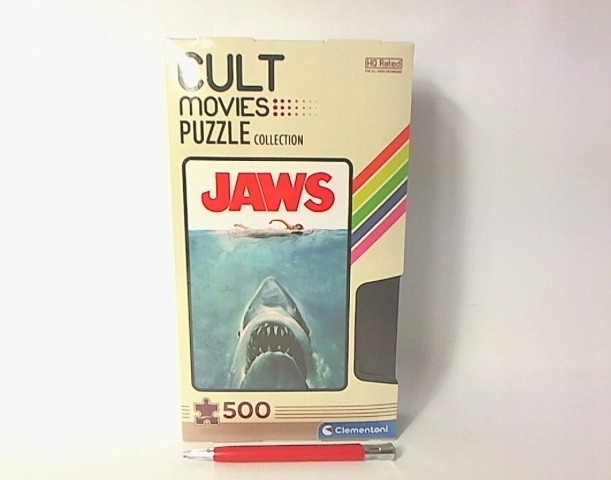 CULT
MOVIES
PUZZLE COLLECTION
HQ Rated
JAWS
500
Clementoni